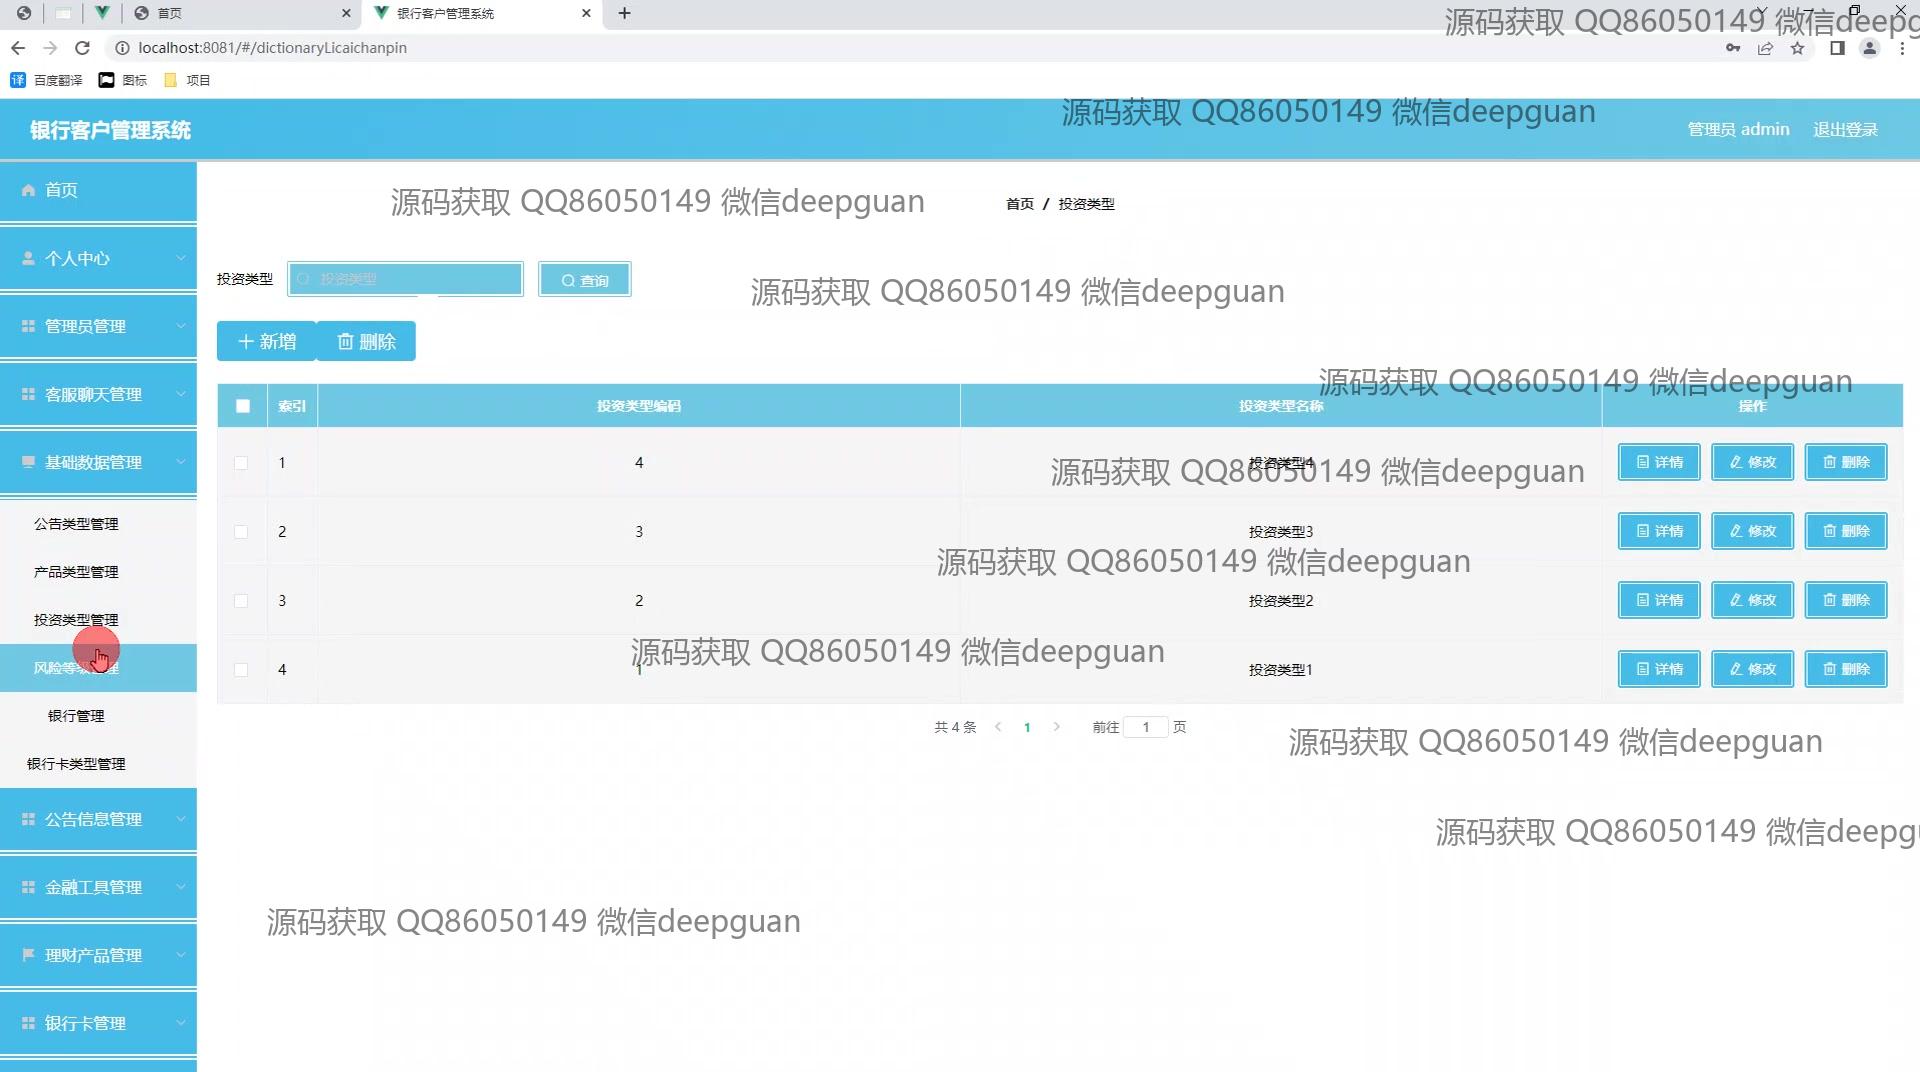 首页
银行客户管理系统
源码获取 QQ86050149 微信deepg
localhost:8081/#/dictionaryLicaichanpin
译 百度翻译 图标 项目
源码获取 QQ86050149 微信deepguan
银行客户管理系统
管理员 admin 退出登录
首页
源码获取 QQ86050149 微信deepguan
首页 / 投资类型
个人中心
投资类型 投资类型 查询
源码获取 QQ86050149 微信deepguan
管理员管理
新增 删除
源码获取 QQ86050149 微信deepguan
客服聊天管理
索引 投资类型编码 投资类型名称 操作
基础数据管理
1 4 投资类型4 详情 修改 删除
源码获取 QQ86050149 微信deepguan
公告类型管理
2 3 投资类型3 详情 修改 删除
源码获取 QQ86050149 微信deepguan
产品类型管理
3 2 投资类型2 详情 修改 删除
投资类型管理
源码获取 QQ86050149 微信deepguan
风险等级管理
4 1 投资类型1 详情 修改 删除
银行管理
共 4 条 1 前往 1 页
源码获取 QQ86050149 微信deepguan
银行卡类型管理
公告信息管理
源码获取 QQ86050149 微信deepgu
金融工具管理
源码获取 QQ86050149 微信deepguan
理财产品管理
银行卡管理